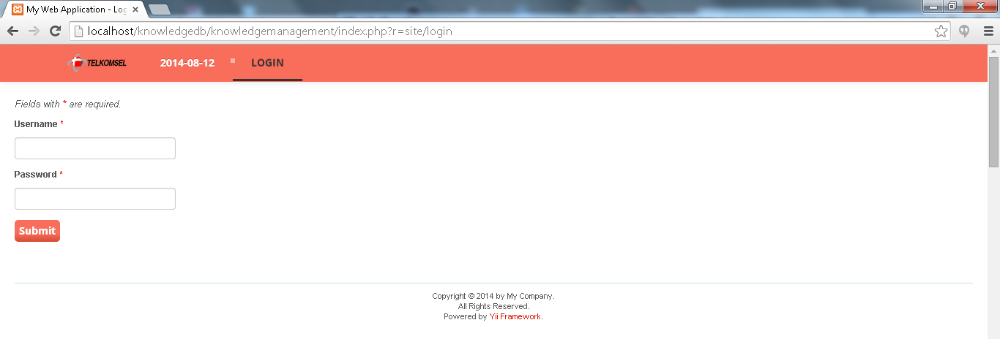 My Web Application - Log
localhost/knowledgedb/knowledgemanagement/index.php?r=site/login
TELKOMSEL 2014-08-12 LOGIN
Fields with * are required.
Username *
Password *
Submit
Copyright © 2014 by My Company.
All Rights Reserved.
Powered by Yii Framework.